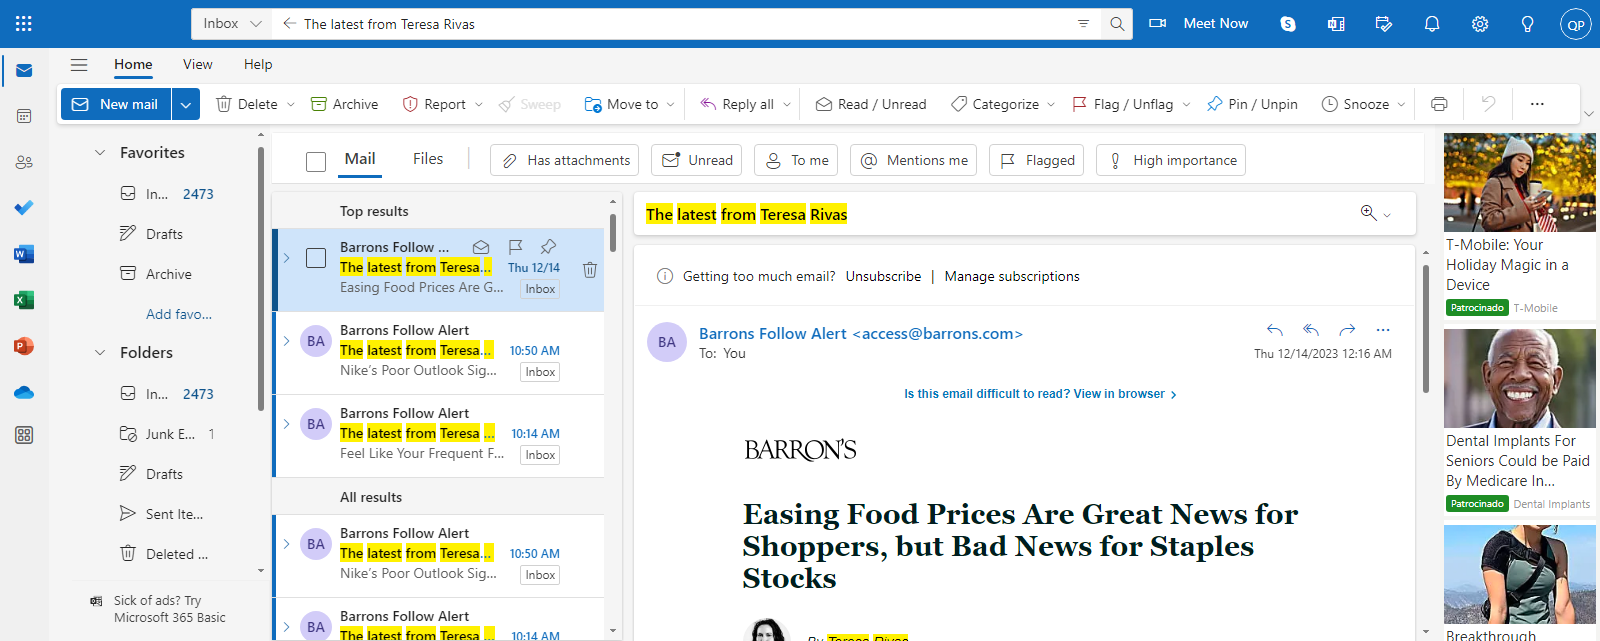 Inbox
The latest from Teresa Rivas
Meet Now
QP
Home View Help
New mail Delete Archive Report Sweep Move to Reply all Read / Unread Categorize Flag / Unflag Pin / Unpin Snooze
Favorites
In... 2473
Drafts
Archive
Add favo...
Folders
In... 2473
Junk E... 1
Drafts
Sent Ite...
Deleted ...
Sick of ads? Try
Microsoft 365 Basic
Mail Files Has attachments Unread To me Mentions me Flagged High importance
Top results
Barrons Follow ...
The latest from Teresa... Thu 12/14
Easing Food Prices Are G... Inbox
BA
Barrons Follow Alert
The latest from Teresa... 10:50 AM
Nike's Poor Outlook Sig... Inbox
BA
Barrons Follow Alert
The latest from Teresa ... 10:14 AM
Feel Like Your Frequent F... Inbox
All results
BA
Barrons Follow Alert
The latest from Teresa... 10:50 AM
Nike's Poor Outlook Sig... Inbox
BA
Barrons Follow Alert
The latest from Teresa ... 10:14 AM
The latest from Teresa Rivas
Getting too much email? Unsubscribe | Manage subscriptions
BA
Barrons Follow Alert <access@barrons.com>
To: You
Thu 12/14/2023 12:16 AM
Is this email difficult to read? View in browser >
BARRON'S
Easing Food Prices Are Great News for
Shoppers, but Bad News for Staples
Stocks
By Teresa Rivas
T-Mobile: Your
Holiday Magic in a
Device
Patrocinado T-Mobile
Dental Implants For
Seniors Could be Paid
By Medicare In...
Patrocinado Dental Implants
Breakthrough